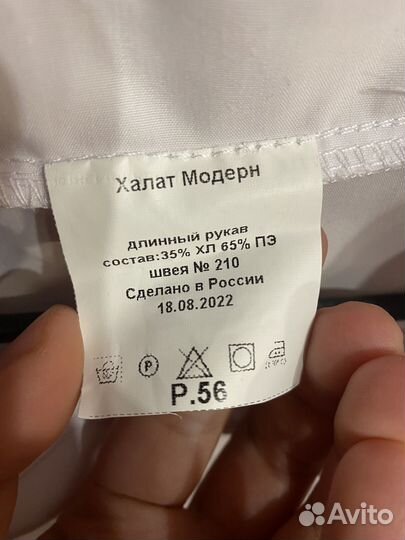 Халат Модерн
длинный рукав
состав:35% ХЛ 65% ПЭ
швея № 210
Сделано в России
18.08.2022
P
Р.56
Avito